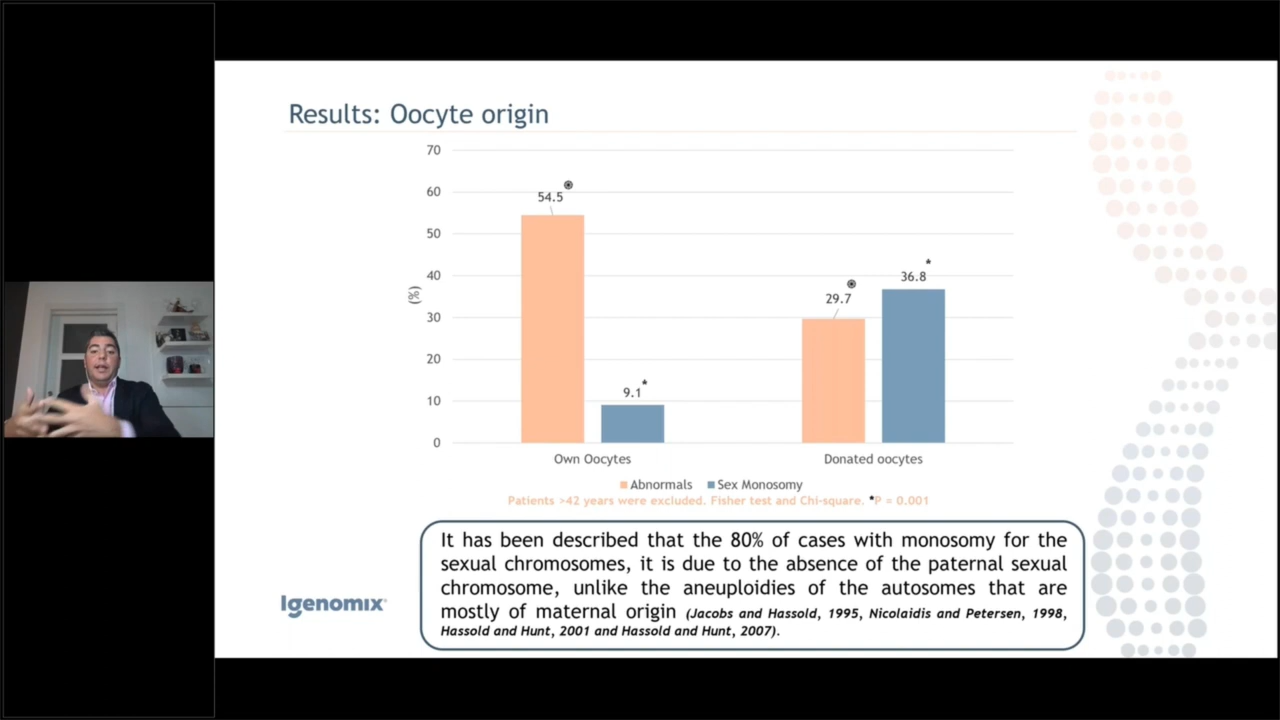 Results: Oocyte origin
70
60
50
40
30
20
10
0
(%)
54.5
9.1*
29.7
36.8
*
Own Oocytes
Donated oocytes
Abnormals
Sex Monosomy
Patients >42 years were excluded. Fisher test and Chi-square. *P = 0.001
It has been described that the 80% of cases with monosomy for the
sexual chromosomes, it is due to the absence of the paternal sexual
chromosome, unlike the aneuploidies of the autosomes that are
mostly of maternal origin (Jacobs and Hassold, 1995, Nicolaidis and Petersen, 1998,
Hassold and Hunt, 2001 and Hassold and Hunt, 2007).
Igenomix